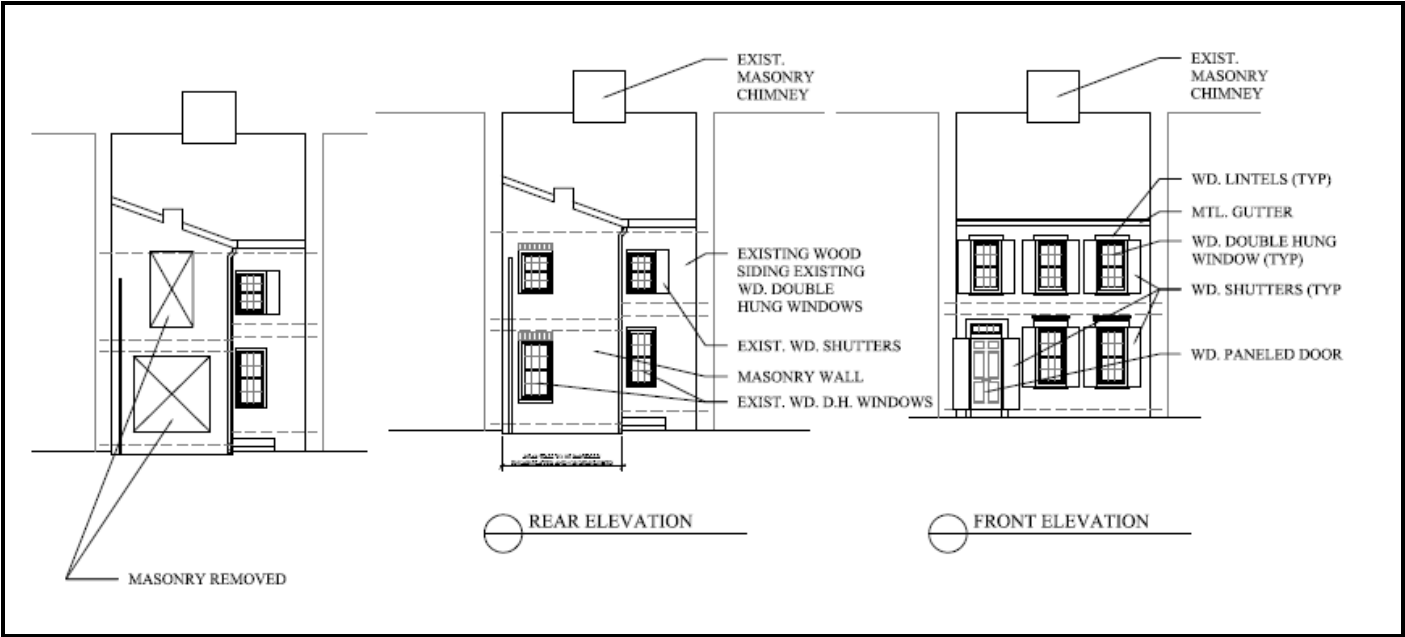 EXIST.
MASONRY
CHIMNEY
EXISTING WOOD
SIDING EXISTING
WD. DOUBLE
HUNG WINDOWS
EXIST. WD. SHUTTERS
MASONRY WALL
EXIST. WD. D.H. WINDOWS
EXIST.
MASONRY
CHIMNEY
WD. LINTELS (TYP)
MTL. GUTTER
WD. DOUBLE HUNG
WINDOW (TYP)
WD. SHUTTERS (TYP
WD. PANELED DOOR
REAR ELEVATION
FRONT ELEVATION
MASONRY REMOVED